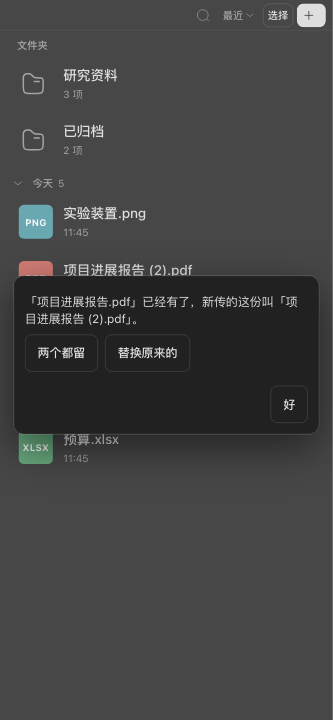 最近
选择
文件夹
研究资料
3 项
已归档
2 项
今天 5
PNG
实验装置.png
11:45
项目进展报告 (2).pdf
「项目进展报告.pdf」已经有了，新传的这份叫「项
目进展报告 (2).pdf」。
两个都留
替换原来的
好
XLSX
预算.xlsx
11:45